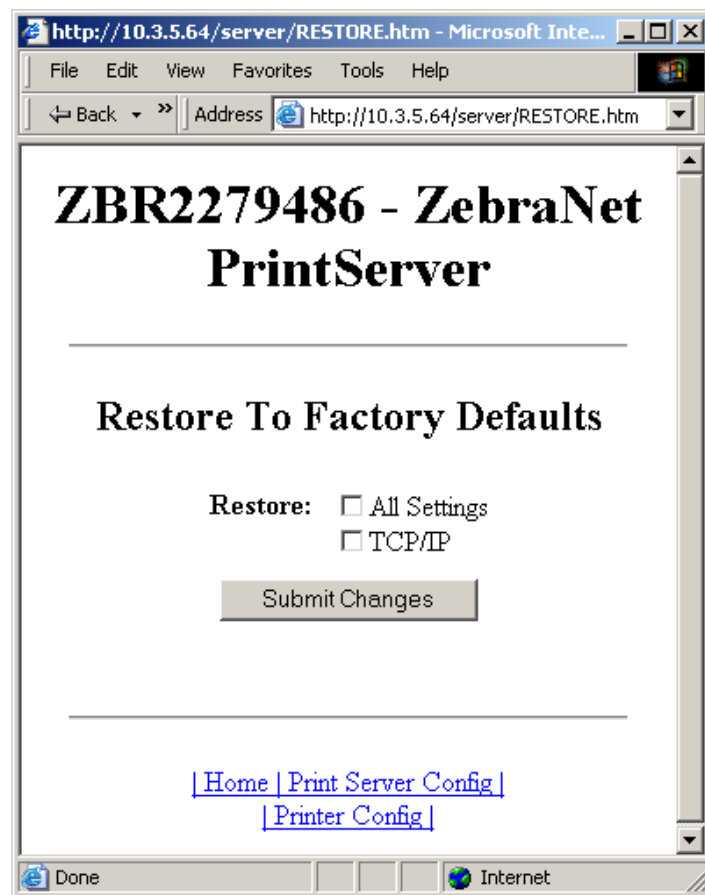 http://10.3.5.64/server/RESTORE.htm - Microsoft Inte...
File Edit View Favorites Tools Help
Back » Address http://10.3.5.64/server/RESTORE.htm
ZBR2279486 - ZebraNet
PrintServer
Restore To Factory Defaults
Restore: All Settings
TCP/IP
Submit Changes
| Home | Print Server Config |
| Printer Config |
Done Internet